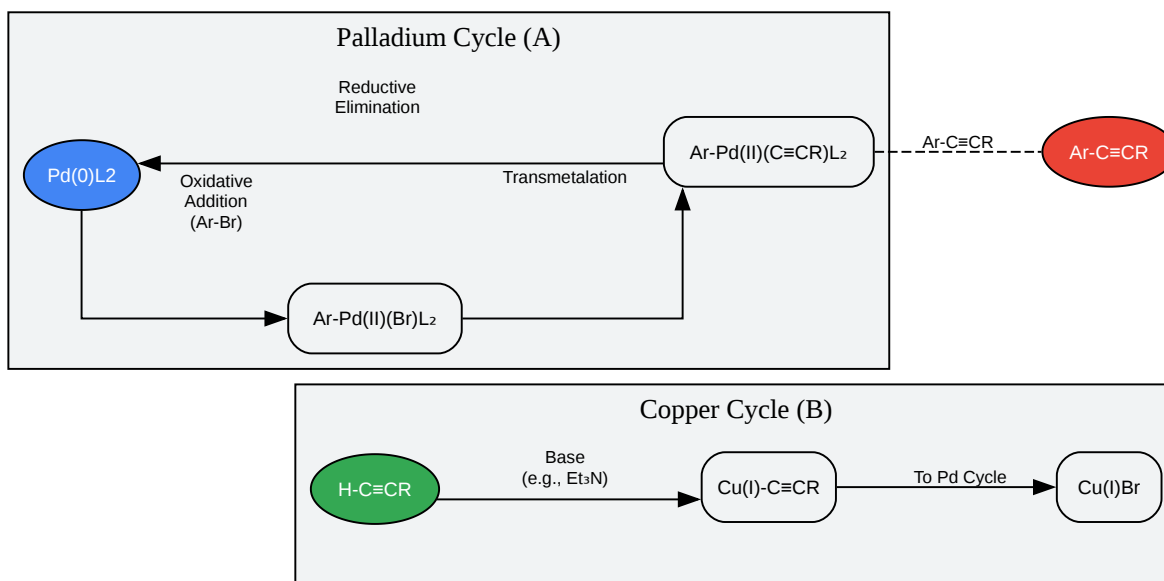 Palladium Cycle (A)
Reductive
Elimination
Ar-Pd(II)(C≡CR)L₂
Ar-C≡CR
Ar-C≡CR
Pd(0)L2
Oxidative
Addition
(Ar-Br)
Transmetalation
Ar-Pd(II)(Br)L₂
Copper Cycle (B)
H-C≡CR
Base
(e.g., Et₃N)
Cu(I)-C≡CR
To Pd Cycle
Cu(I)Br